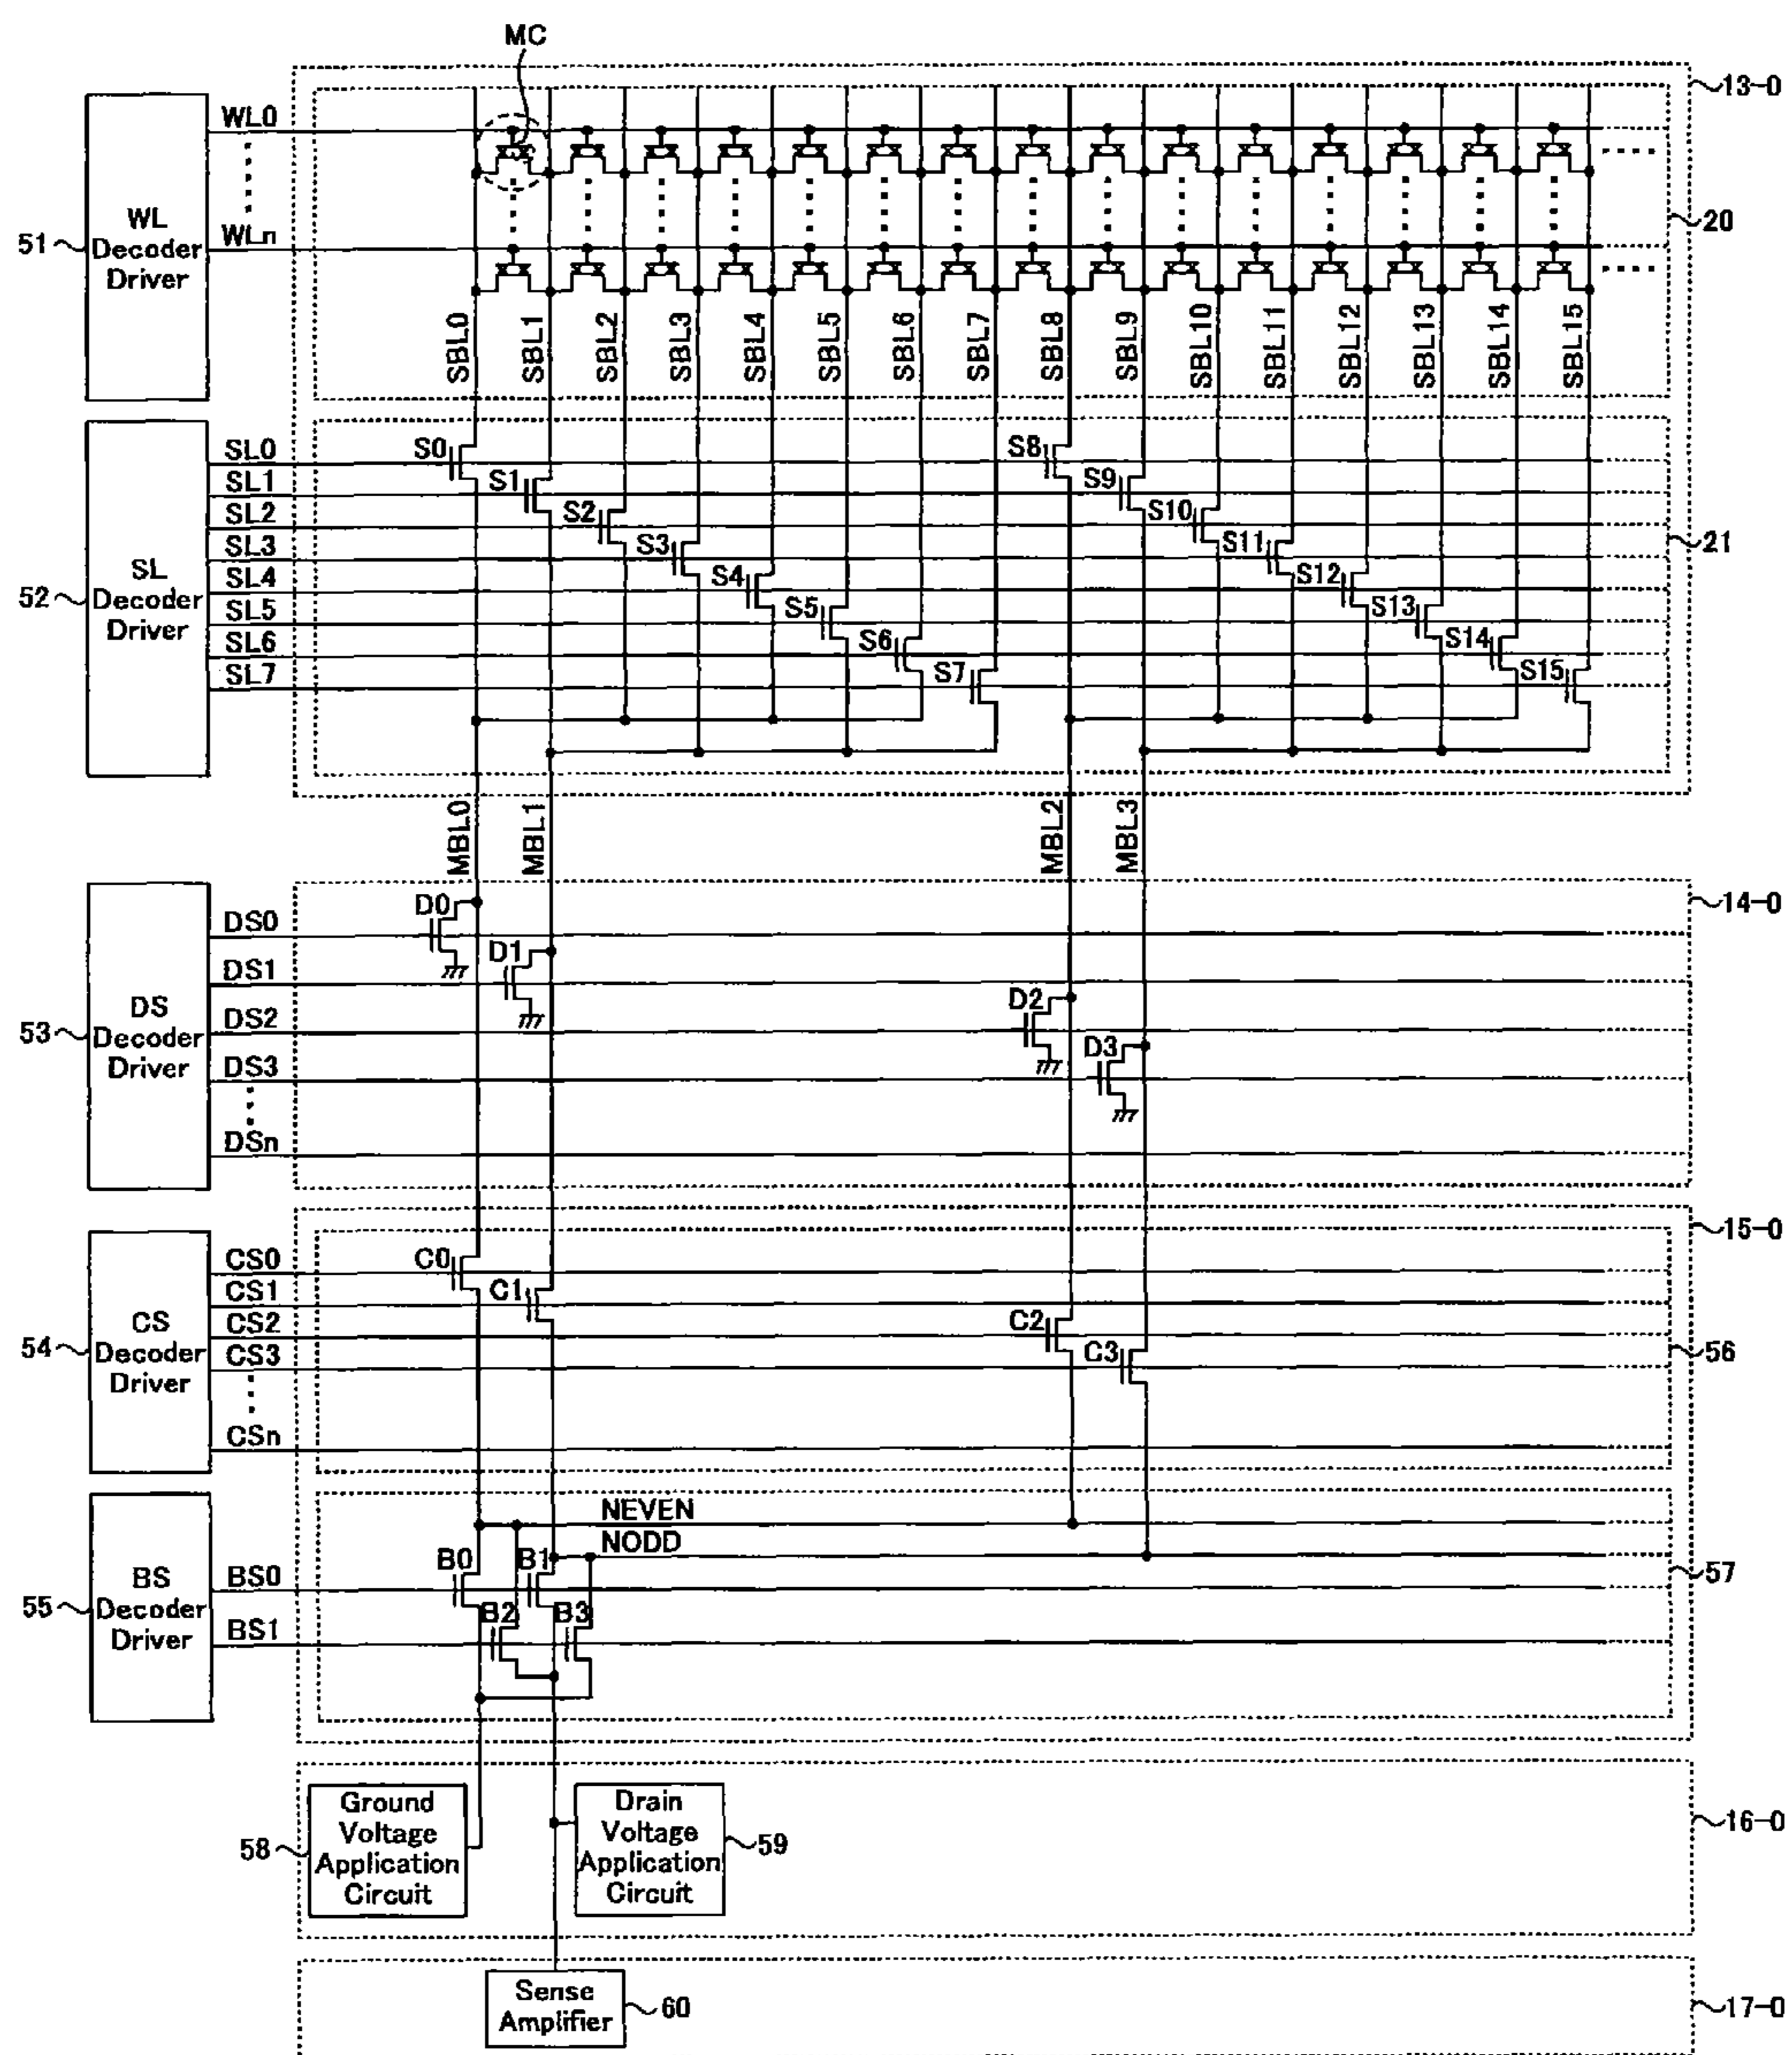 MC
13-0
WL0
WLn
51
WL
Decoder
Driver
20
SBL0
SBL1
SBL2
SBL3
SBL4
SBL5
SBL6
SBL7
SBL8
SBL9
SBL10
SBL11
SBL12
SBL13
SBL14
SBL15
52
SL
Decoder
Driver
SL0
SL1
SL2
SL3
SL4
SL5
SL6
SL7
S0
S1
S2
S3
S4
S5
S6
S7
S8
S9
S10
S11
S12
S13
S14
S15
21
MBL0
MBL1
MBL2
MBL3
53
DS
Decoder
Driver
DS0
DS1
DS2
DS3
DSn
D0
D1
D2
D3
14-0
54
CS
Decoder
Driver
CS0
CS1
CS2
CS3
CSn
C0
C1
C2
C3
15-0
56
55
BS
Decoder
Driver
BS0
BS1
NEVEN
NODD
B0
B1
B2
B3
57
58
Ground
Voltage
Application
Circuit
Drain
Voltage
Application
Circuit
59
16-0
Sense
Amplifier
60
17-0